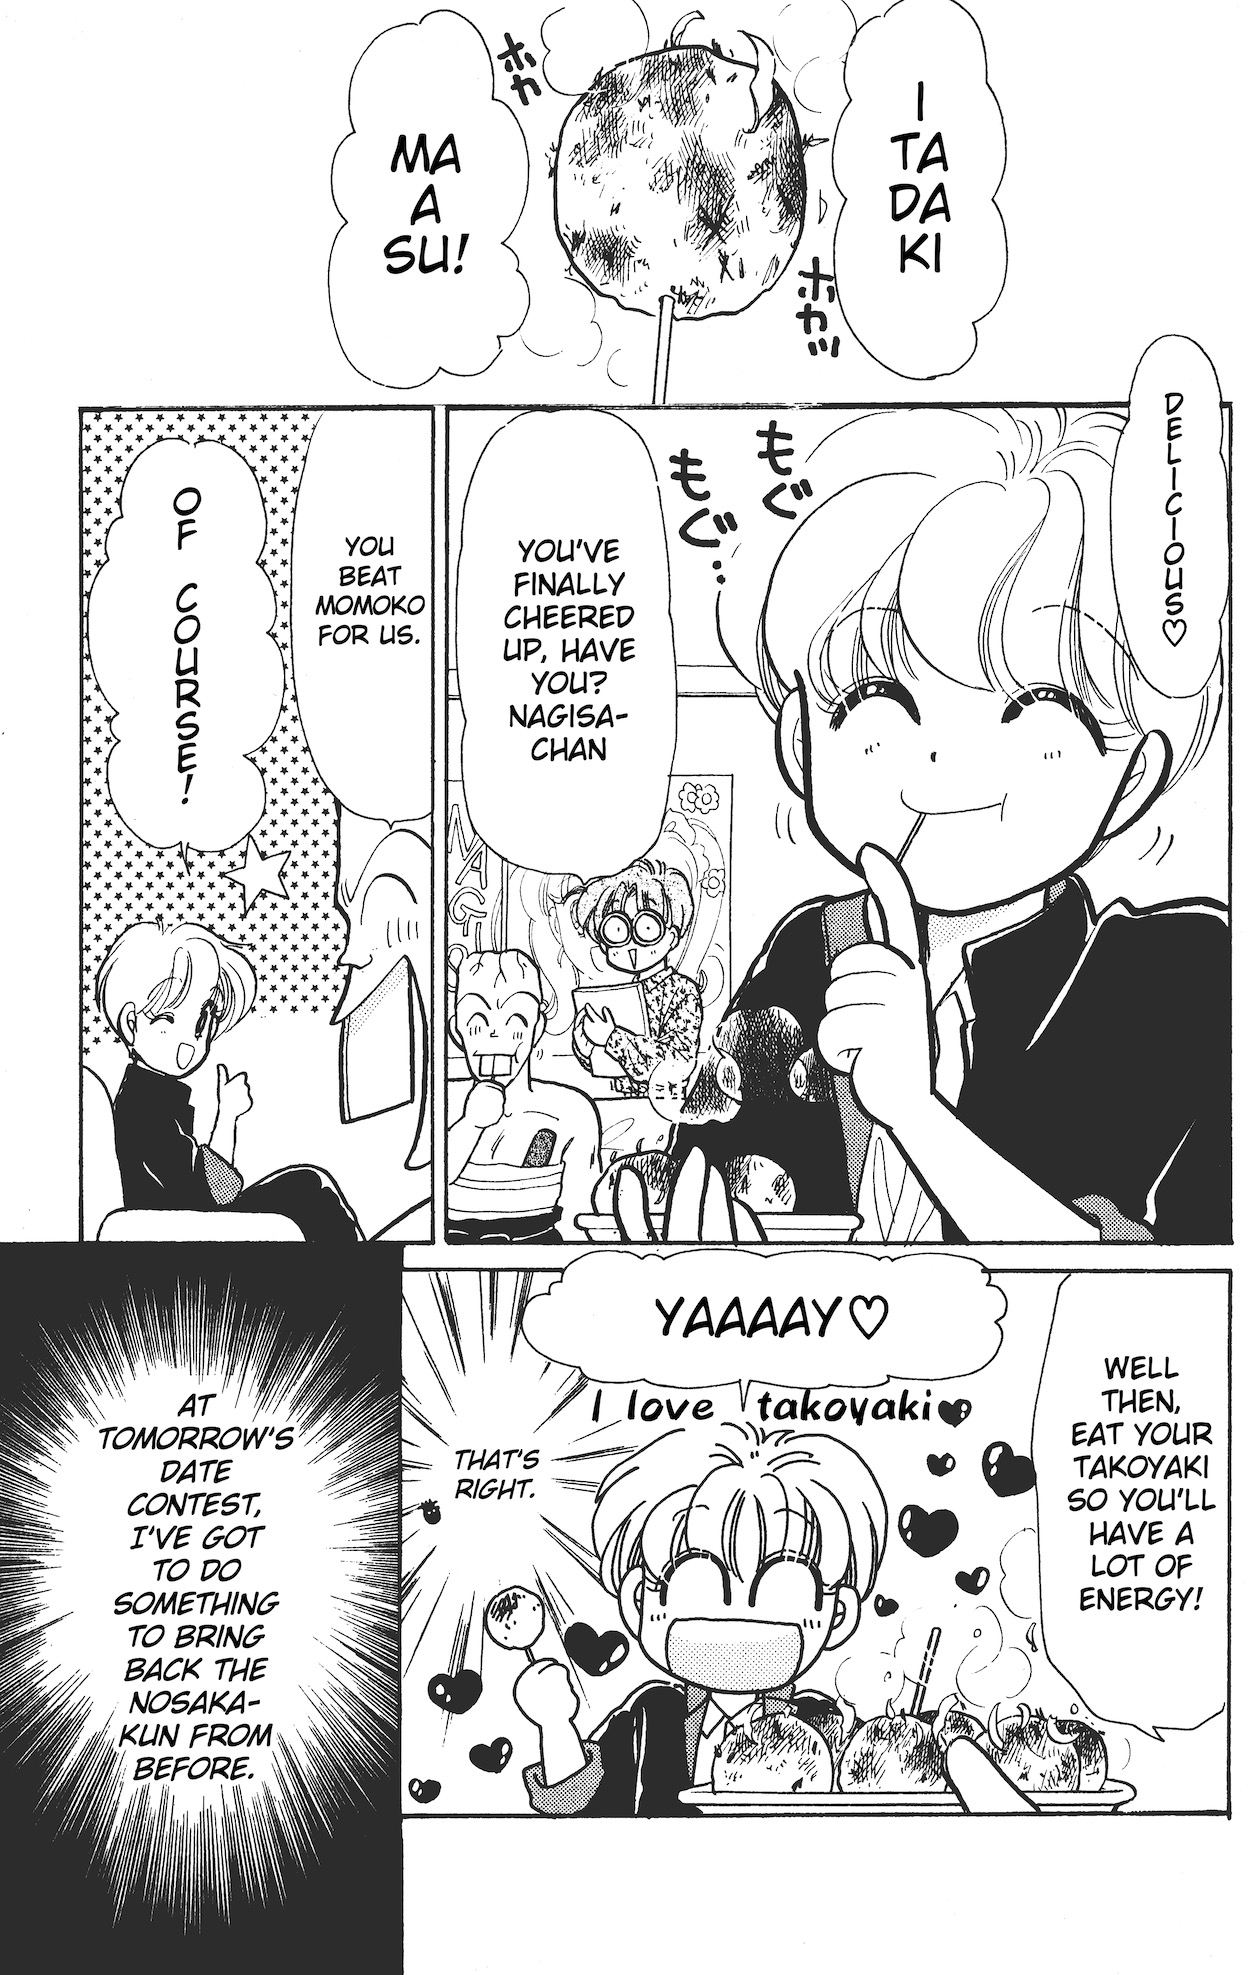 I
TA
DA
KI
ホカッ
ホカ
MA
A
SU!
DELICIOUS♡
もぐ
もぐ…
YOU'VE
FINALLY
CHEERED
UP, HAVE
YOU?
NAGISA-
CHAN
NAGI
YOU
BEAT
MOMOKO
FOR US.
OF COURSE!
WELL
THEN,
EAT YOUR
TAKOYAKI
SO YOU'LL
HAVE A
LOT OF
ENERGY!
YAAAAY♡
I love takoyaki
THAT'S
RIGHT.
AT
TOMORROW'S
DATE
CONTEST,
I'VE GOT
TO DO
SOMETHING
TO BRING
BACK THE
NOSAKA-
KUN FROM
BEFORE.